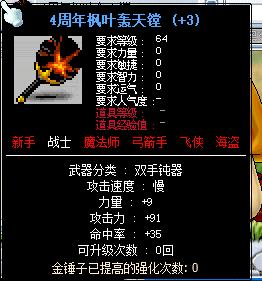 4周年枫叶蚕天镗 (+3)
要求等级: 64
要求力量: 0
要求敏捷: 0
要求智力: 0
要求运气: 0
要求人气度: -
道具等级: -
道具经验值: -
新手 战士 魔法师 弓箭手 飞侠 海盗
武器分类 : 双手钝器
攻击速度 : 慢
力量 : +9
攻击力 : +91
命中率 : +35
可升级次数 : 0回
金锤子已提高的强化次数: 0